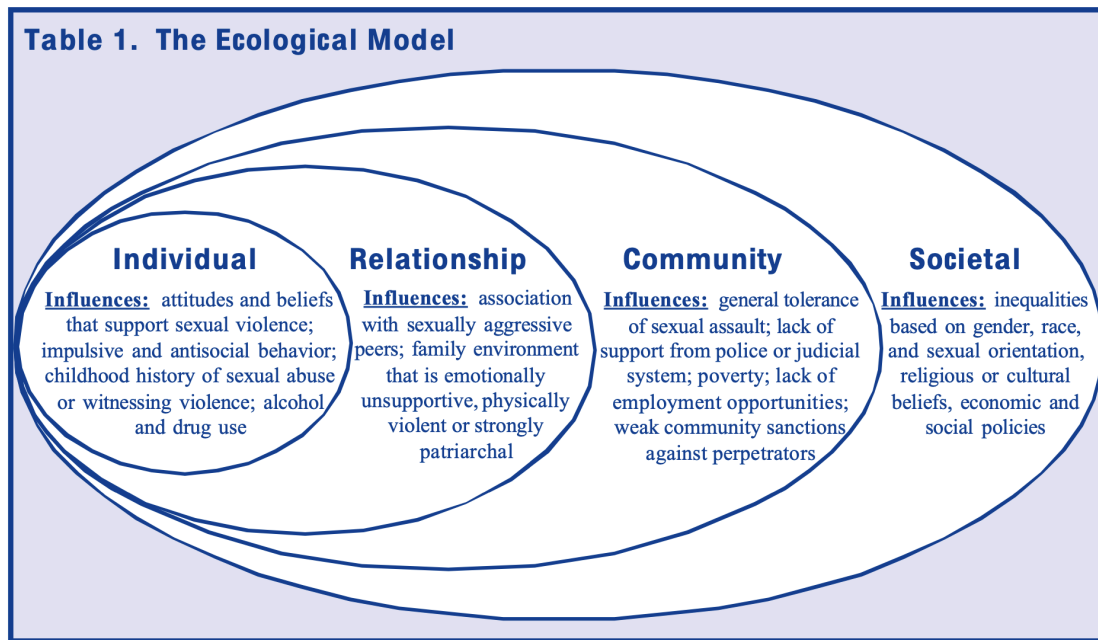 Table 1. The Ecological Model
Individual
Influences: attitudes and beliefs
that support sexual violence;
impulsive and antisocial behavior;
childhood history of sexual abuse
or witnessing violence; alcohol
and drug use
Relationship
Influences: association
with sexually aggressive
peers; family environment
that is emotionally
unsupportive, physically
violent or strongly
patriarchal
Community
Influences: general tolerance
of sexual assault; lack of
support from police or judicial
system; poverty; lack of
employment opportunities;
weak community sanctions
against perpetrators
Societal
Influences: inequalities
based on gender, race,
and sexual orientation,
religious or cultural
beliefs, economic and
social policies